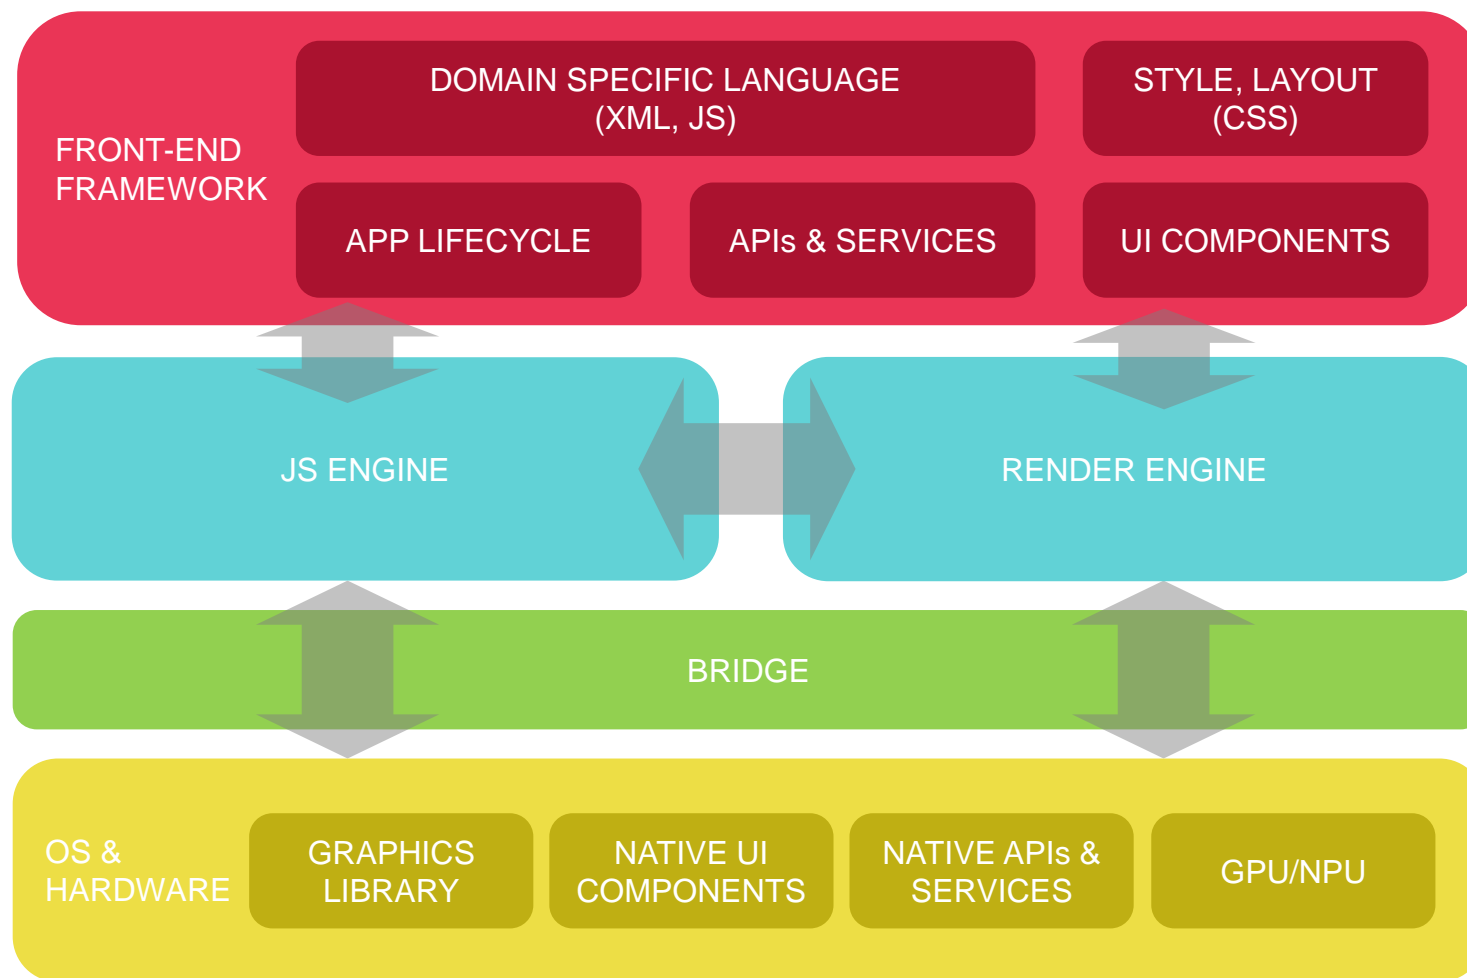 DOMAIN SPECIFIC LANGUAGE
(XML, JS)
STYLE, LAYOUT
(CSS)
FRONT-END
FRAMEWORK
APP LIFECYCLE
APIs & SERVICES
UI COMPONENTS
JS ENGINE
RENDER ENGINE
BRIDGE
OS &
HARDWARE
GRAPHICS
LIBRARY
NATIVE UI
COMPONENTS
NATIVE APIs &
SERVICES
GPU/NPU